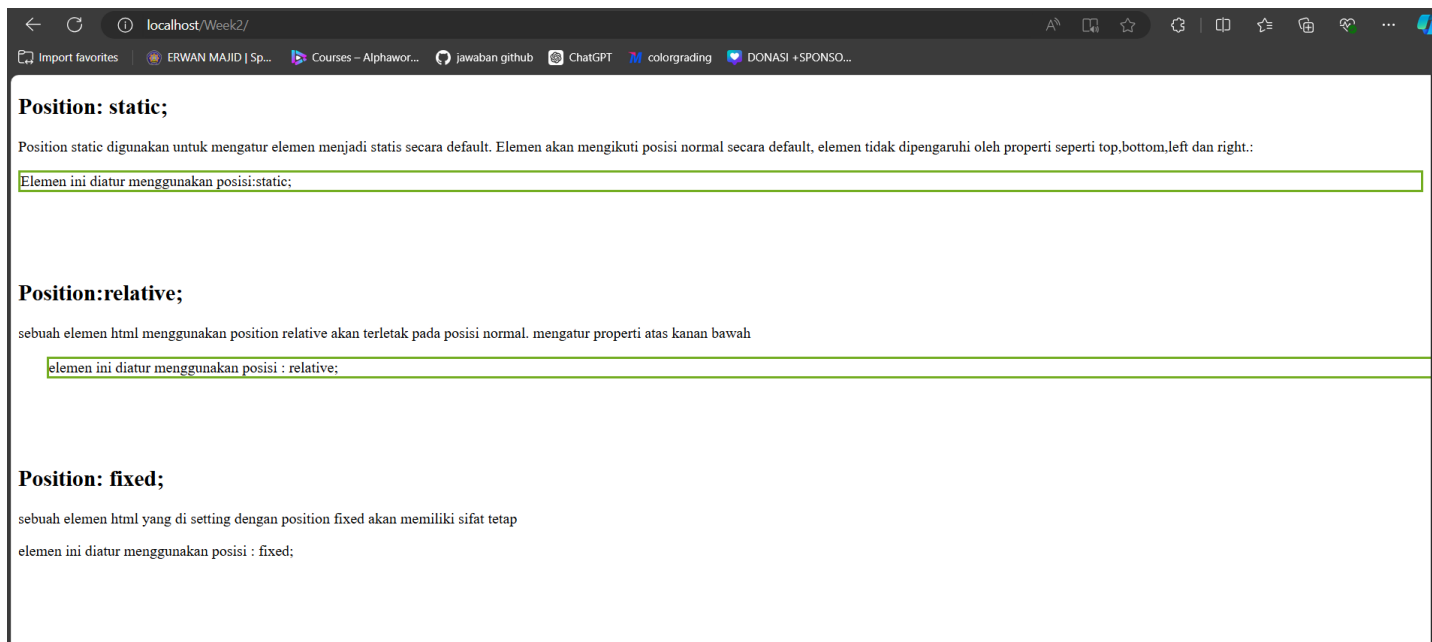 localhost/Week2/
Import favorites
ERWAN MAJID | Sp...
Courses – Alphawor...
jawaban github
ChatGPT
colorgrading
DONASI +SPONSO...
Position: static;
Position static digunakan untuk mengatur elemen menjadi statis secara default. Elemen akan mengikuti posisi normal secara default, elemen tidak dipengaruhi oleh properti seperti top,bottom,left dan right.:
Elemen ini diatur menggunakan posisi:static;
Position:relative;
sebuah elemen html menggunakan position relative akan terletak pada posisi normal. mengatur properti atas kanan bawah
elemen ini diatur menggunakan posisi : relative;
Position: fixed;
sebuah elemen html yang di setting dengan position fixed akan memiliki sifat tetap
elemen ini diatur menggunakan posisi : fixed;